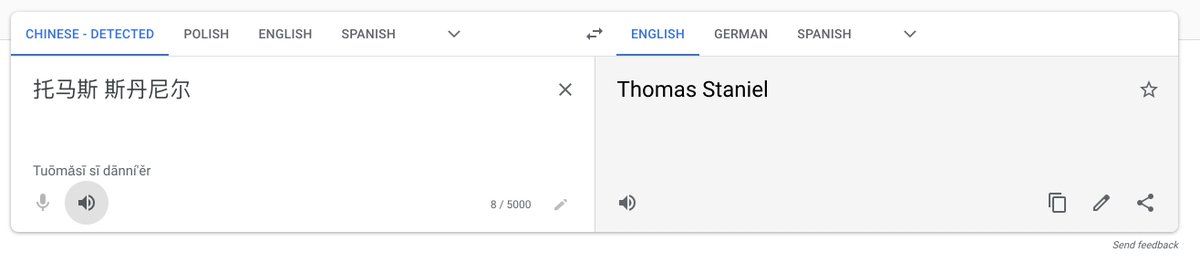 CHINESE - DETECTED POLISH ENGLISH SPANISH ENGLISH GERMAN SPANISH
托马斯 斯丹尼尔
Tuōmǎsī sī dānní'ěr
8 / 5000
Thomas Staniel
Send feedback